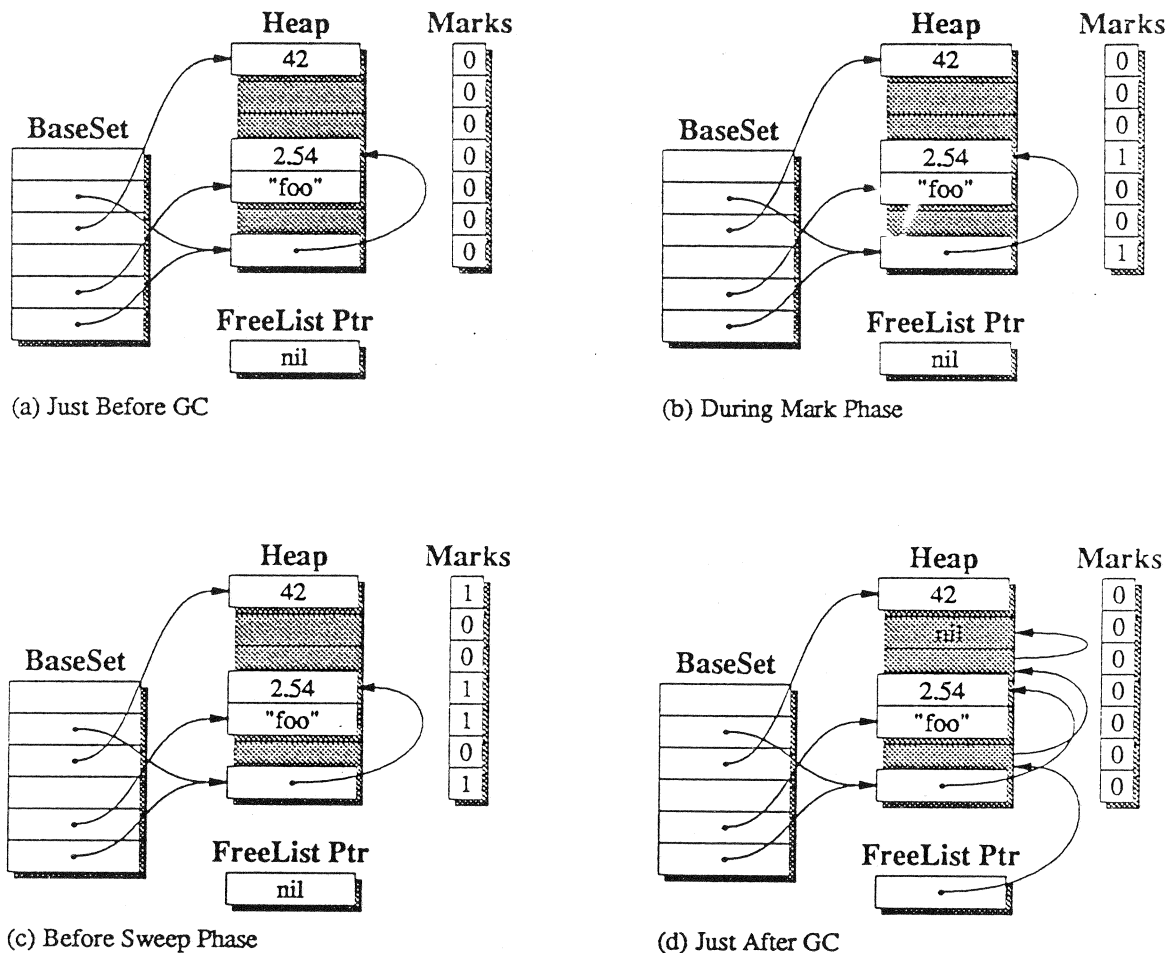 Heap
Marks
42
0
0
0
BaseSet
2.54
0
"foo"
0
0
0
FreeList Ptr
nil
(a) Just Before GC
Heap
Marks
42
0
0
0
BaseSet
2.54
1
"foo"
0
0
1
FreeList Ptr
nil
(b) During Mark Phase
Heap
Marks
42
1
0
0
BaseSet
2.54
1
"foo"
1
0
1
FreeList Ptr
nil
(c) Before Sweep Phase
Heap
Marks
42
0
nil
0
0
BaseSet
2.54
0
"foo"
0
0
0
FreeList Ptr
(d) Just After GC